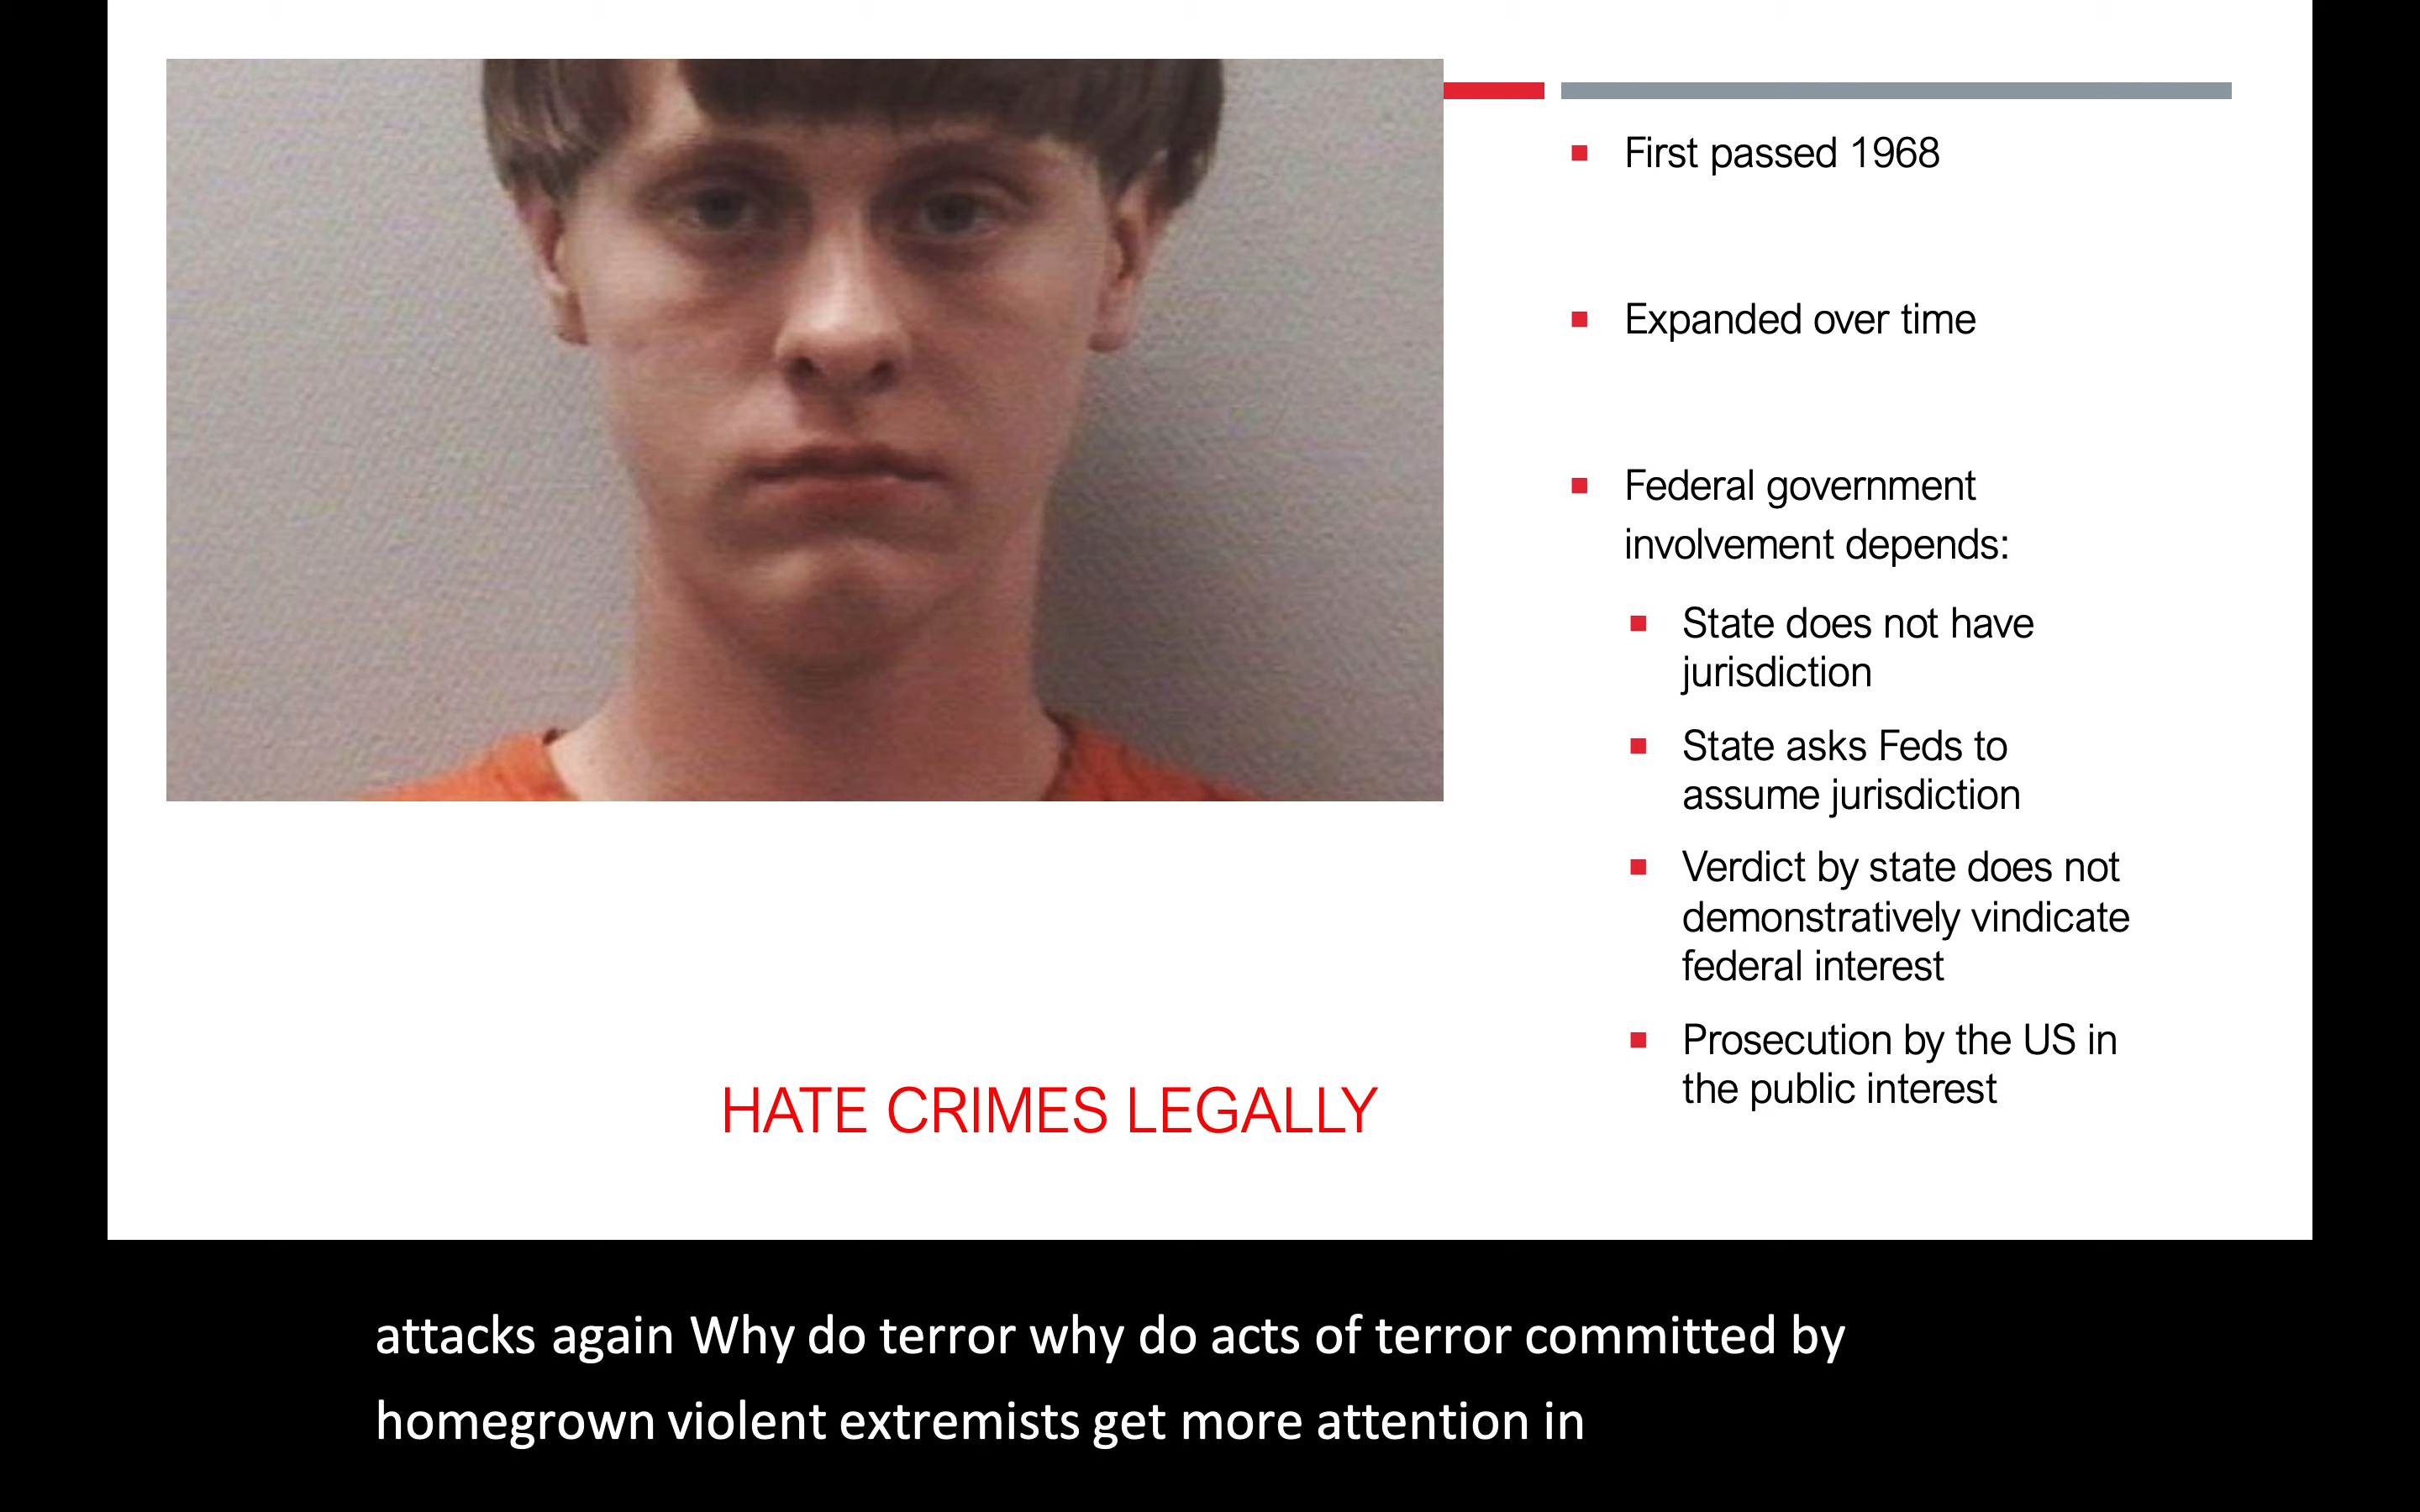 First passed 1968
Expanded over time
Federal government
involvement depends:
State does not have
jurisdiction
State asks Feds to
assume jurisdiction
Verdict by state does not
demonstratively vindicate
federal interest
Prosecution by the US in
the public interest
HATE CRIMES LEGALLY
attacks again Why do terror why do acts of terror committed by
homegrown violent extremists get more attention in